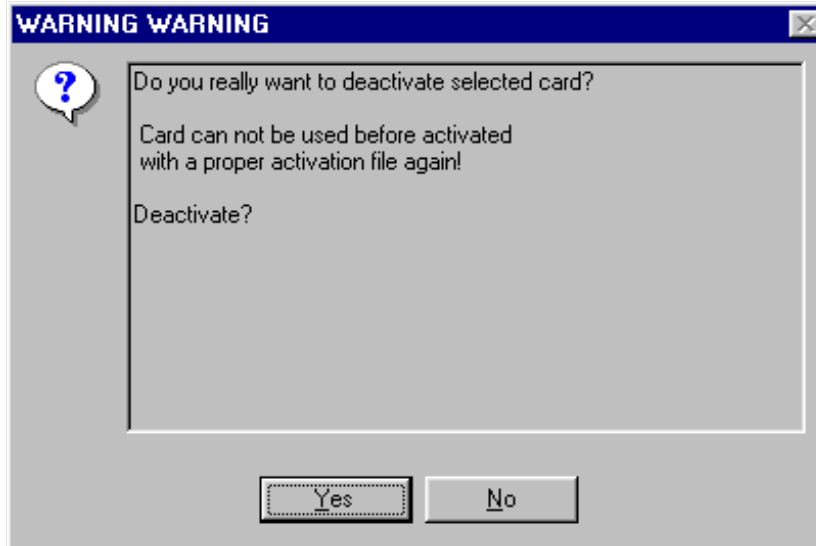 WARNING WARNING
Do you really want to deactivate selected card?
Card can not be used before activated
with a proper activation file again!
Deactivate?
Yes
No